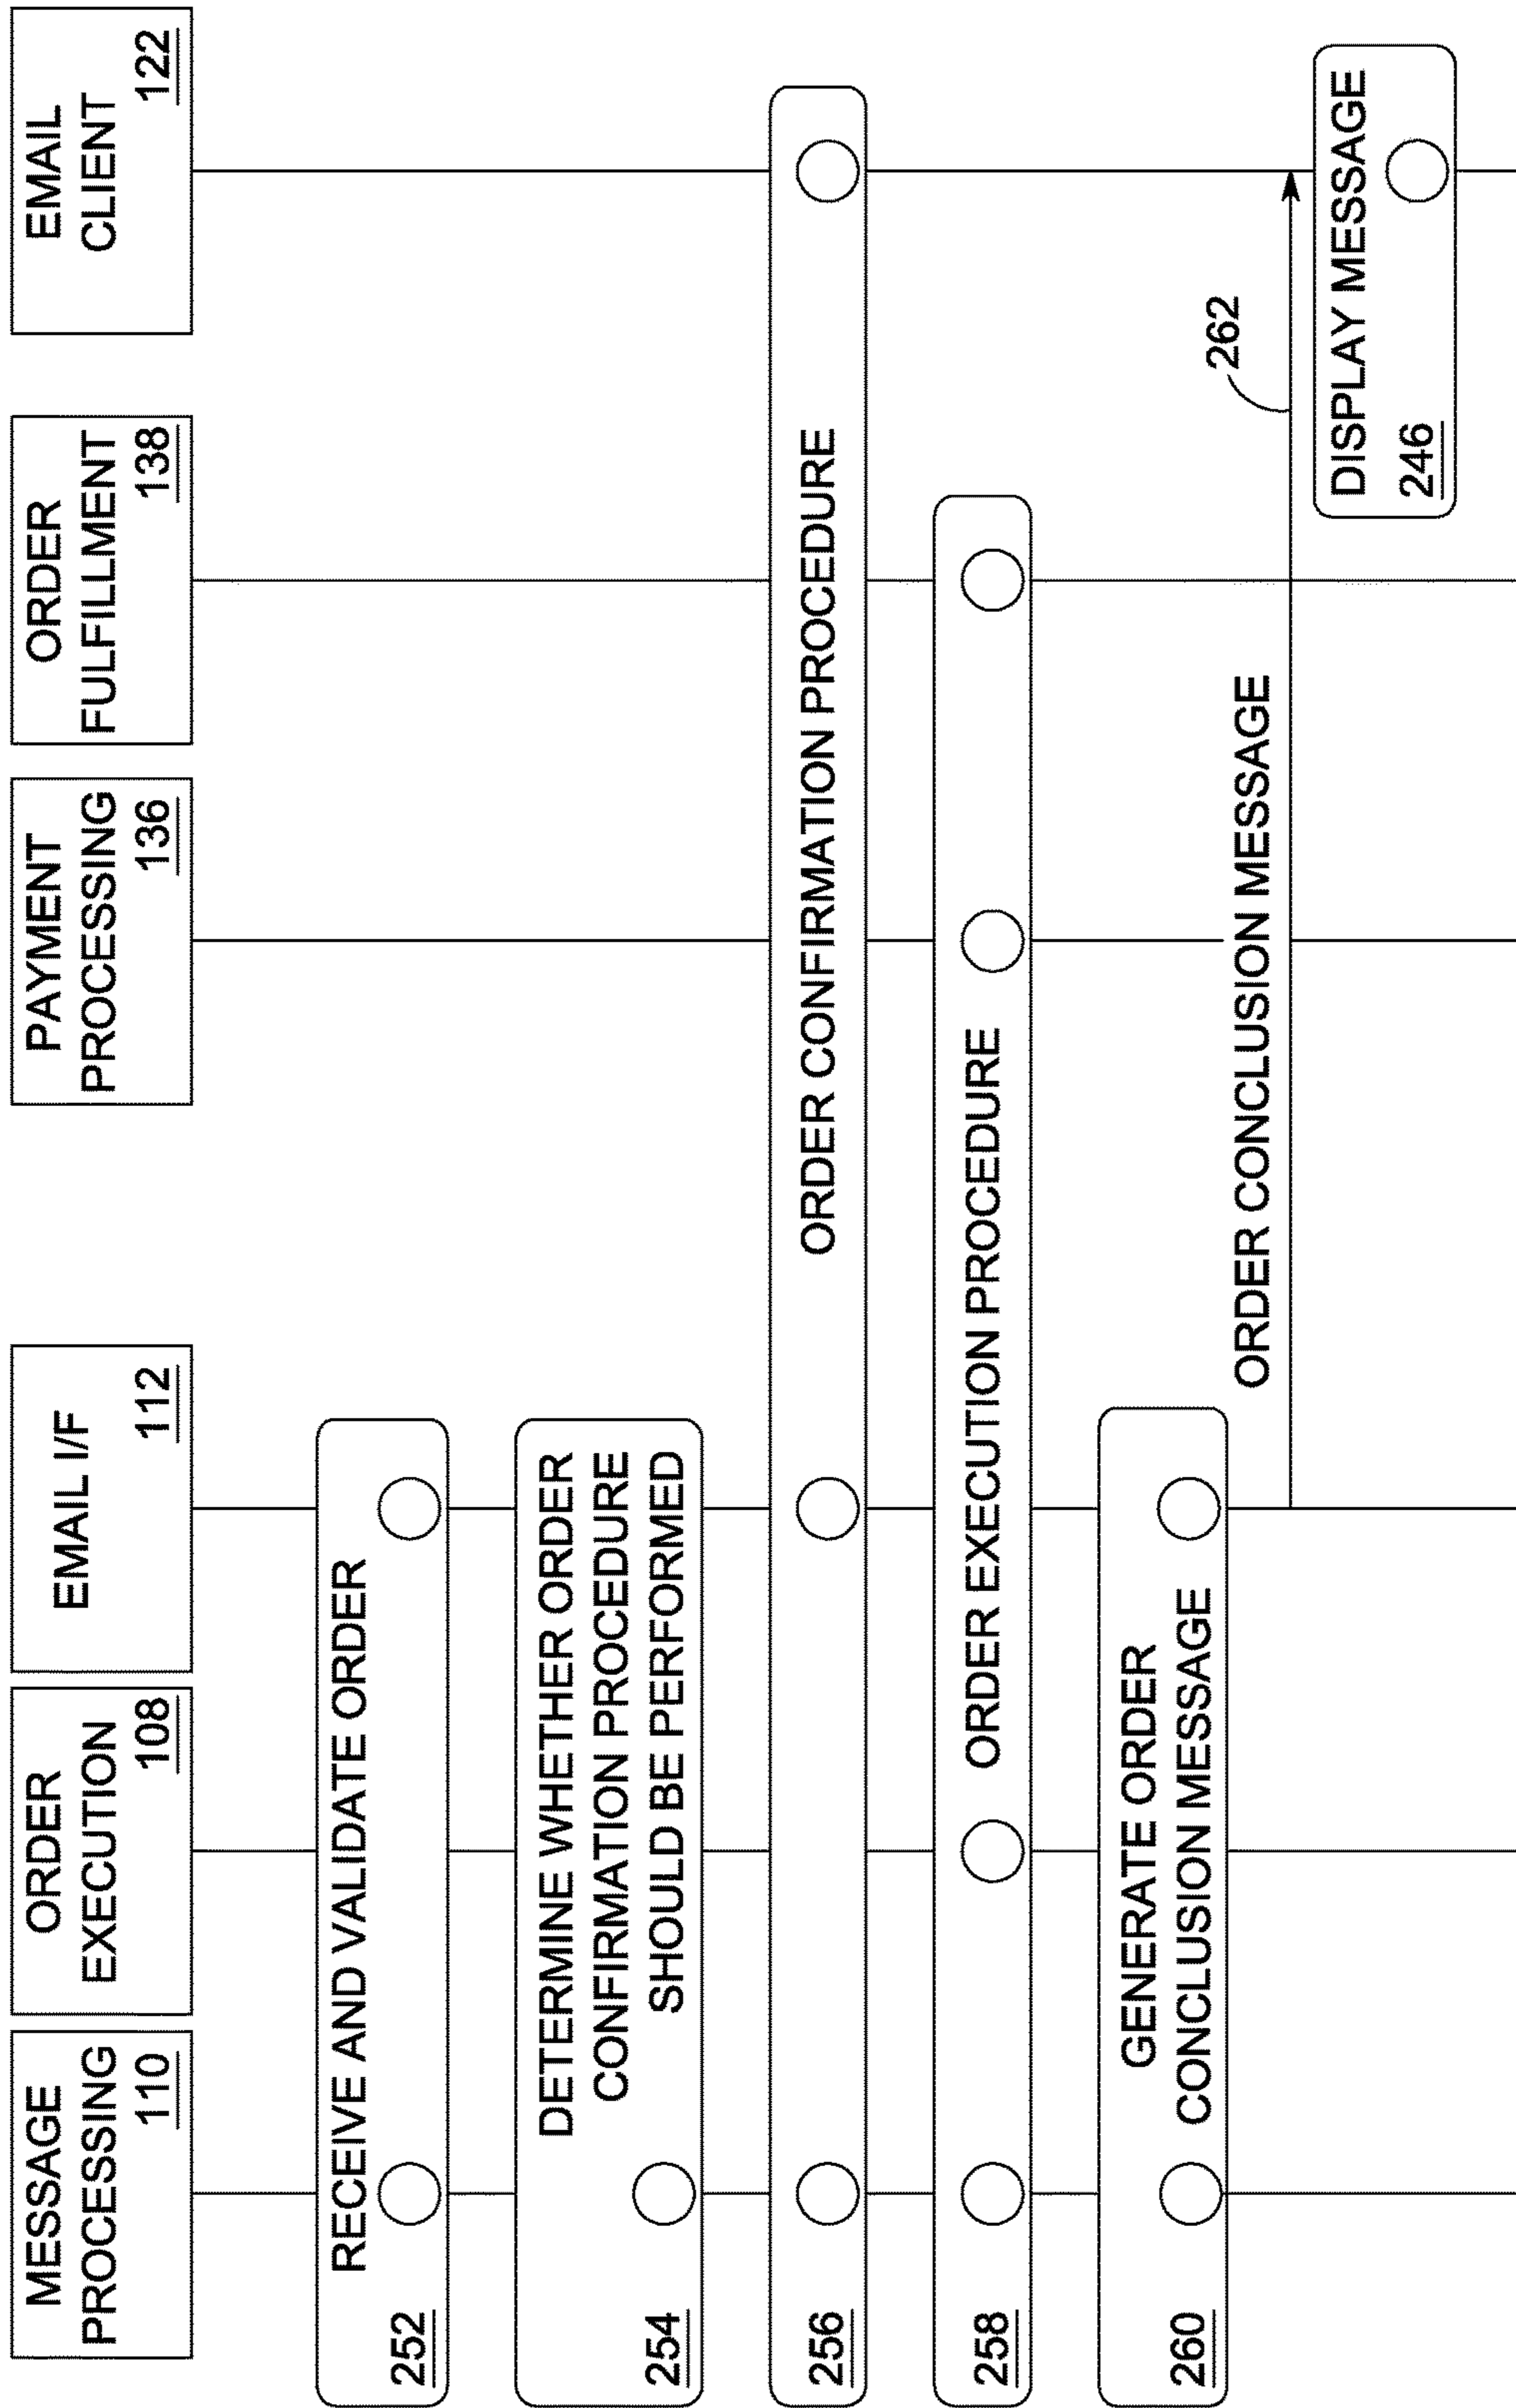 MESSAGE
PROCESSING
110
ORDER
EXECUTION
108
EMAIL I/F
112
PAYMENT
PROCESSING
136
ORDER
FULFILLMENT
138
EMAIL
CLIENT
122
RECEIVE AND VALIDATE ORDER
252
DETERMINE WHETHER ORDER
CONFIRMATION PROCEDURE
SHOULD BE PERFORMED
254
ORDER CONFIRMATION PROCEDURE
256
ORDER EXECUTION PROCEDURE
258
GENERATE ORDER
CONCLUSION MESSAGE
260
ORDER CONCLUSION MESSAGE
262
DISPLAY MESSAGE
246